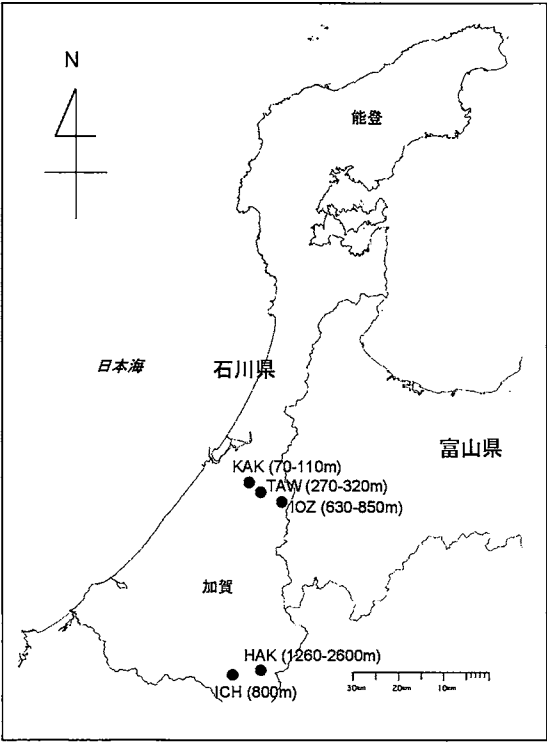 N
能登
日本海
石川県
富山県
KAK (70-110m)
TAW (270-320m)
IOZ (630-850m)
加賀
HAK (1260-2600m)
ICH (800m)
30km 20km 10km